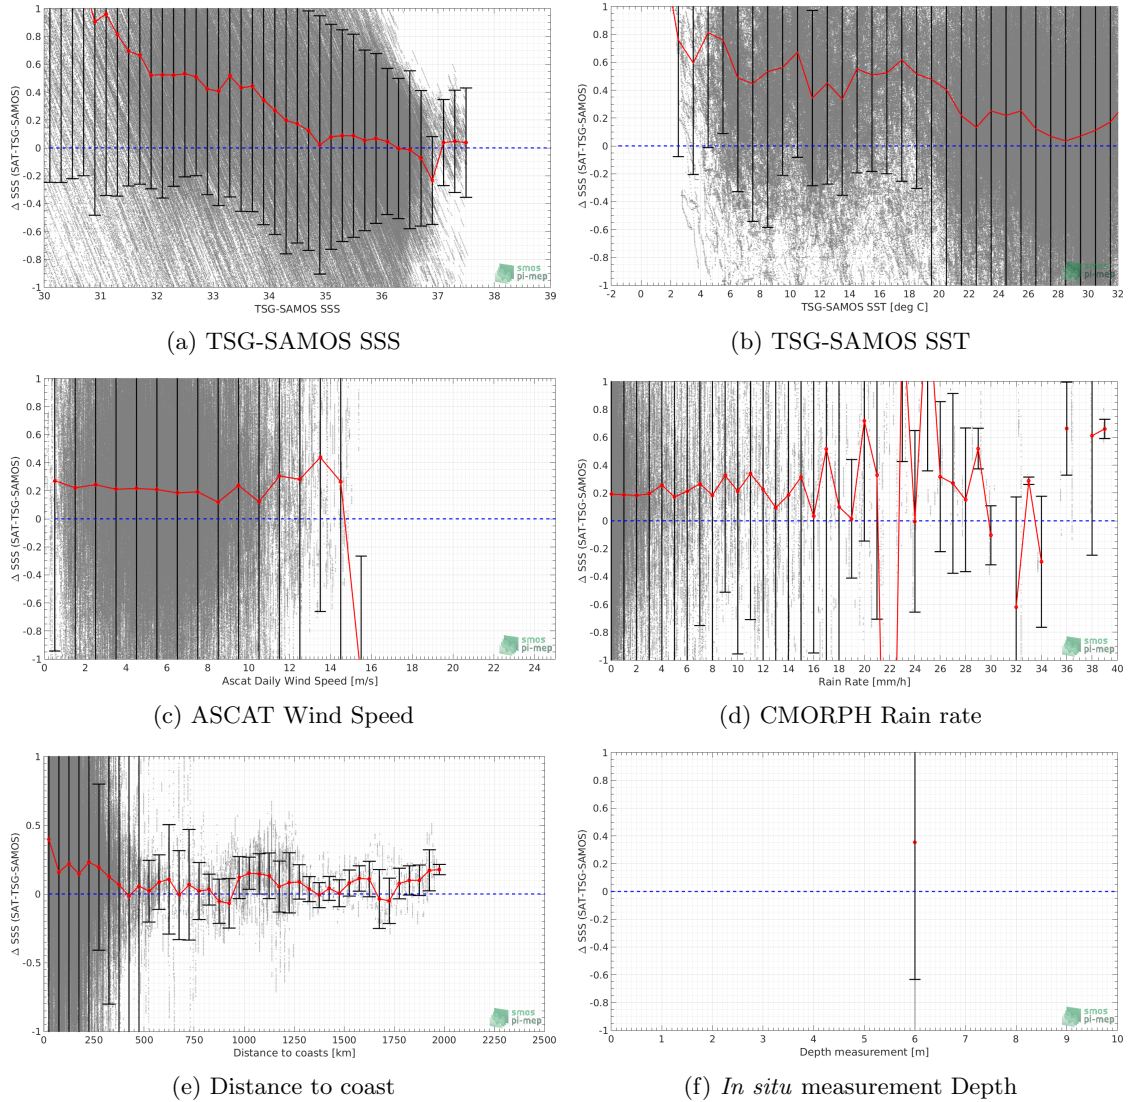 1
0.8
0.6
0.4
0.2
0
-0.2
-0.4
-0.6
-0.8
-1
Δ SSS (SAT-TSG-SAMOS)
30 31 32 33 34 35 36 37 38 39
TSG-SAMOS SSS
smos
pi-mep
(a) TSG-SAMOS SSS
1
0.8
0.6
0.4
0.2
0
-0.2
-0.4
-0.6
-0.8
-1
Δ SSS (SAT-TSG-SAMOS)
-2 0 2 4 6 8 10 12 14 16 18 20 22 24 26 28 30 32
TSG-SAMOS SST [deg C]
smos
pi-mep
(b) TSG-SAMOS SST
1
0.8
0.6
0.4
0.2
0
-0.2
-0.4
-0.6
-0.8
-1
Δ SSS (SAT-TSG-SAMOS)
0 2 4 6 8 10 12 14 16 18 20 22 24
Ascat Daily Wind Speed [m/s]
smos
pi-mep
(c) ASCAT Wind Speed
1
0.8
0.6
0.4
0.2
0
-0.2
-0.4
-0.6
-0.8
-1
Δ SSS (SAT-TSG-SAMOS)
0 2 4 6 8 10 12 14 16 18 20 22 24 26 28 30 32 34 36 38 40
Rain Rate [mm/h]
smos
pi-mep
(d) CMORPH Rain rate
1
0.5
0
-0.5
-1
Δ SSS (SAT-TSG-SAMOS)
0 250 500 750 1000 1250 1500 1750 2000 2250 2500
Distance to coasts [km]
smos
pi-mep
(e) Distance to coast
1
0.8
0.6
0.4
0.2
0
-0.2
-0.4
-0.6
-0.8
-1
Δ SSS (SAT-TSG-SAMOS)
0 1 2 3 4 5 6 7 8 9 10
Depth measurement [m]
smos
pi-mep
(f) In situ measurement Depth